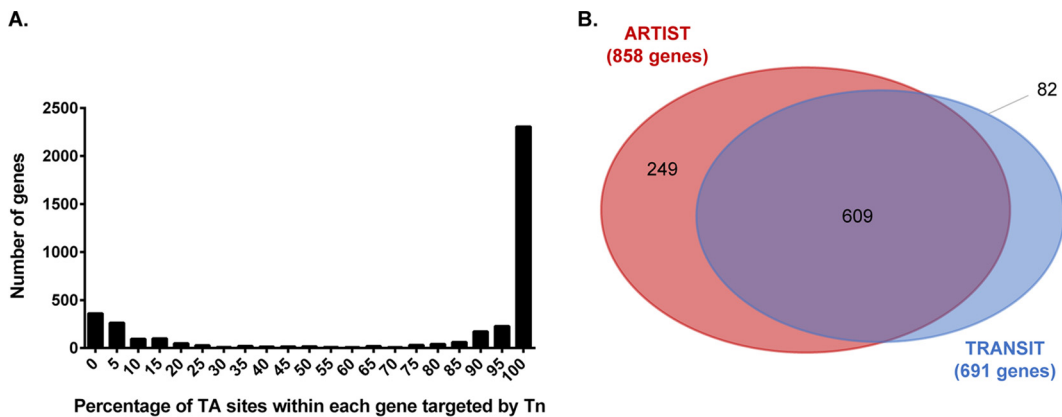 A.
2500
2000
1500
1000
500
0
Number of genes
0 5 10 15 20 25 30 35 40 45 50 55 60 65 70 75 80 85 90 95 100
Percentage of TA sites within each gene targeted by Tn
B.
ARTIST
(858 genes)
82
249
609
TRANSIT
(691 genes)